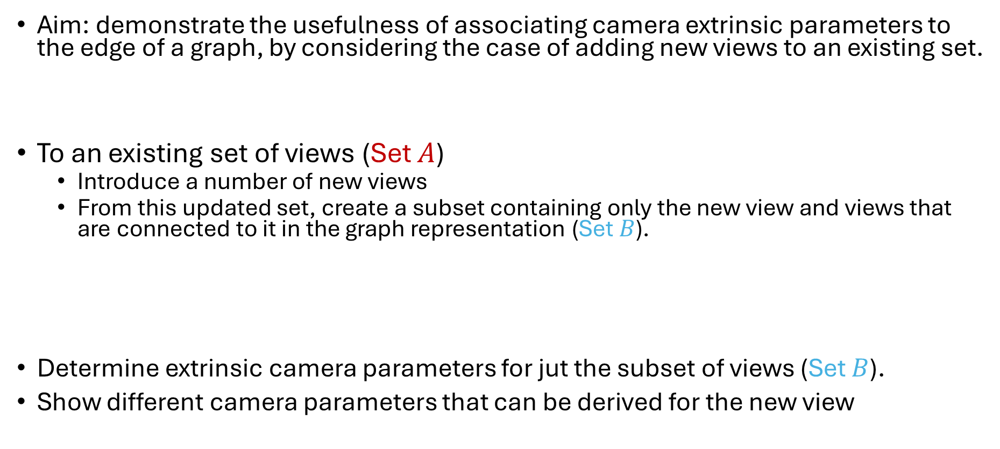 • Aim: demonstrate the usefulness of associating camera extrinsic parameters to
the edge of a graph, by considering the case of adding new views to an existing set.
• To an existing set of views (Set A)
• Introduce a number of new views
• From this updated set, create a subset containing only the new view and views that
are connected to it in the graph representation (Set B).
• Determine extrinsic camera parameters for jut the subset of views (Set B).
• Show different camera parameters that can be derived for the new view